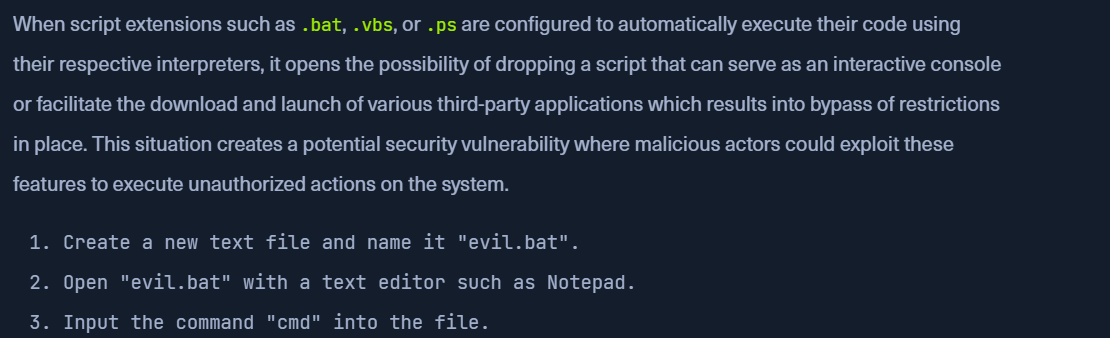 When script extensions such as .bat, .vbs, or .ps are configured to automatically execute their code using
their respective interpreters, it opens the possibility of dropping a script that can serve as an interactive console
or facilitate the download and launch of various third-party applications which results into bypass of restrictions
in place. This situation creates a potential security vulnerability where malicious actors could exploit these
features to execute unauthorized actions on the system.
1. Create a new text file and name it "evil.bat".
2. Open "evil.bat" with a text editor such as Notepad.
3. Input the command "cmd" into the file.